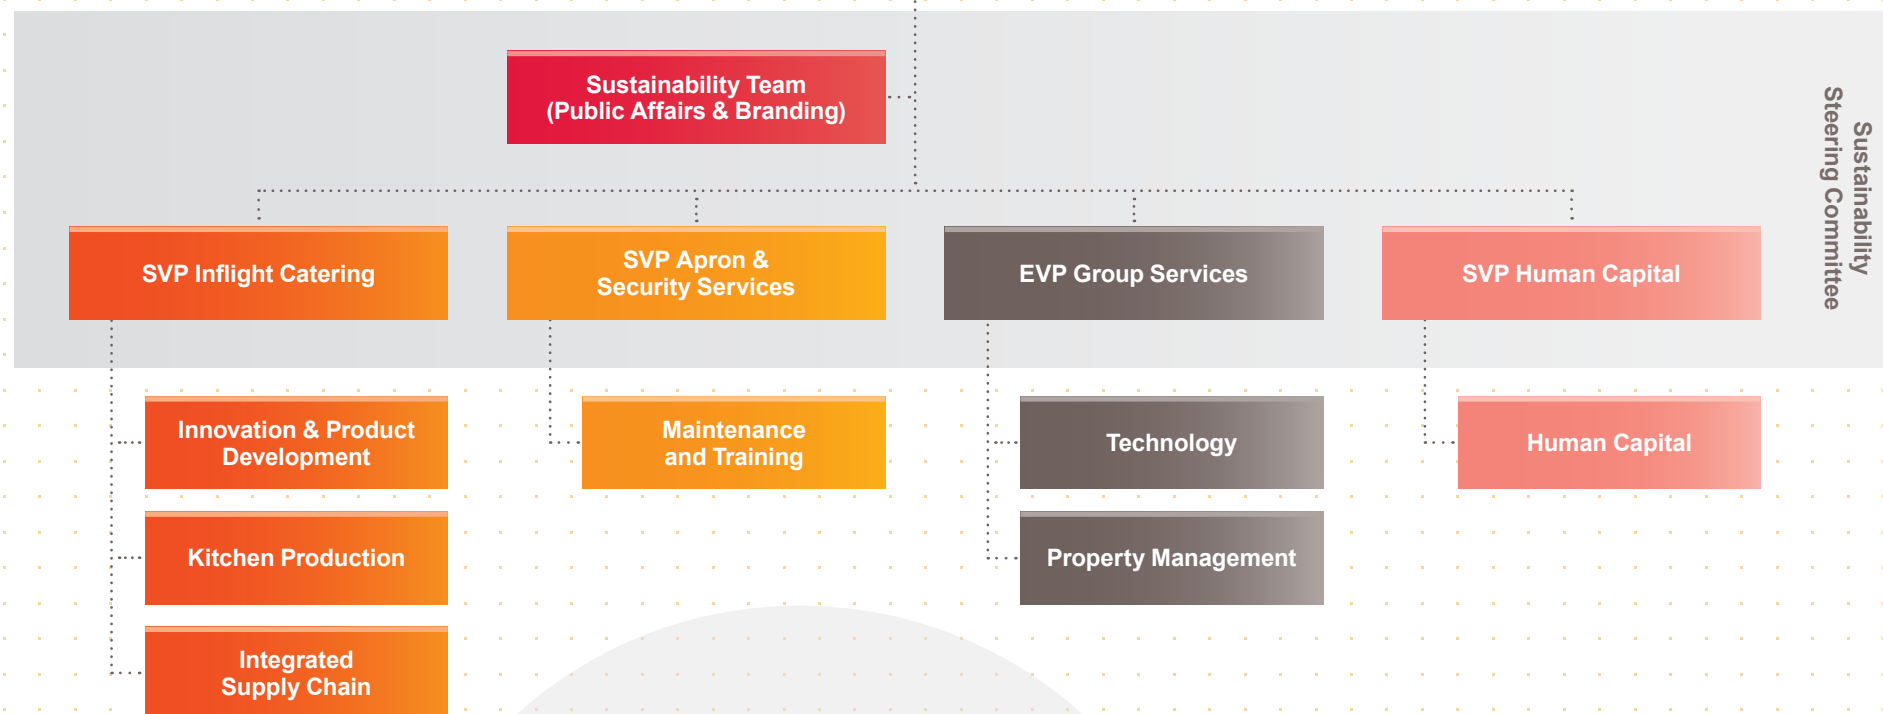 Sustainability Team
(Public Affairs & Branding)
Sustainability
Steering Committee
SVP Inflight Catering
SVP Apron &
Security Services
EVP Group Services
SVP Human Capital
Innovation & Product
Development
Maintenance
and Training
Technology
Human Capital
Kitchen Production
Property Management
Integrated
Supply Chain